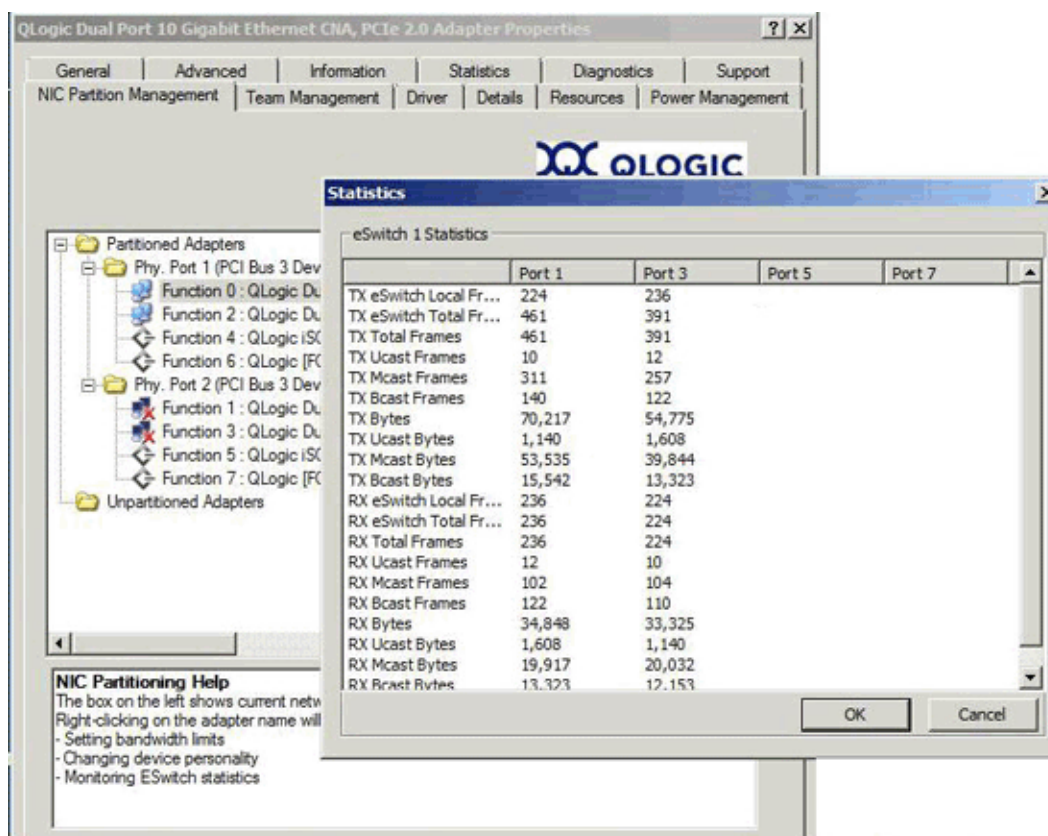 QLogic Dual Port 10 Gigabit Ethernet CNA, PCIe 2.0 Adapter Properties
General Advanced Information Statistics Diagnostics Support
NIC Partition Management Team Management Driver Details Resources Power Management
QLOGIC
Partitioned Adapters
Phy. Port 1 (PCI Bus 3 Dev
Function 0 : QLogic Du
Function 2 : QLogic Du
Function 4 : QLogic iSC
Function 6 : QLogic [FC
Phy. Port 2 (PCI Bus 3 Dev
Function 1 : QLogic Du
Function 3 : QLogic Du
Function 5 : QLogic iSC
Function 7 : QLogic [FC
Unpartitioned Adapters
NIC Partitioning Help
The box on the left shows current netw
Right-clicking on the adapter name will
- Setting bandwidth limits
- Changing device personality
- Monitoring ESwitch statistics
Statistics
eSwitch 1 Statistics
Port 1 Port 3 Port 5 Port 7
TX eSwitch Local Fr... 224 236
TX eSwitch Total Fr... 461 391
TX Total Frames 461 391
TX Ucast Frames 10 12
TX Mcast Frames 311 257
TX Bcast Frames 140 122
TX Bytes 70,217 54,775
TX Ucast Bytes 1,140 1,608
TX Mcast Bytes 53,535 39,844
TX Bcast Bytes 15,542 13,323
RX eSwitch Local Fr... 236 224
RX eSwitch Total Fr... 236 224
RX Total Frames 236 224
RX Ucast Frames 12 10
RX Mcast Frames 102 104
RX Bcast Frames 122 110
RX Bytes 34,848 33,325
RX Ucast Bytes 1,608 1,140
RX Mcast Bytes 19,917 20,032
RX Bcast Bytes 13,323 12,153
OK Cancel